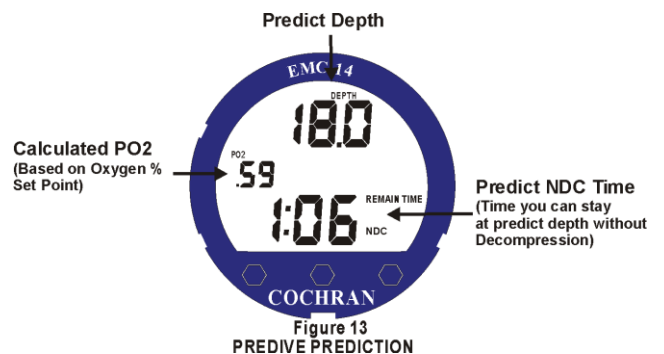 Predict Depth
EMC-14
DEPTH
18.0
Calculated PO2
(Based on Oxygen %
Set Point)
PO2
.59
Predict NDC Time
(Time you can stay
at predict depth without
Decompression)
REMAIN TIME
1:06
NDC
COCHRAN
Figure 13
PREDIVE PREDICTION